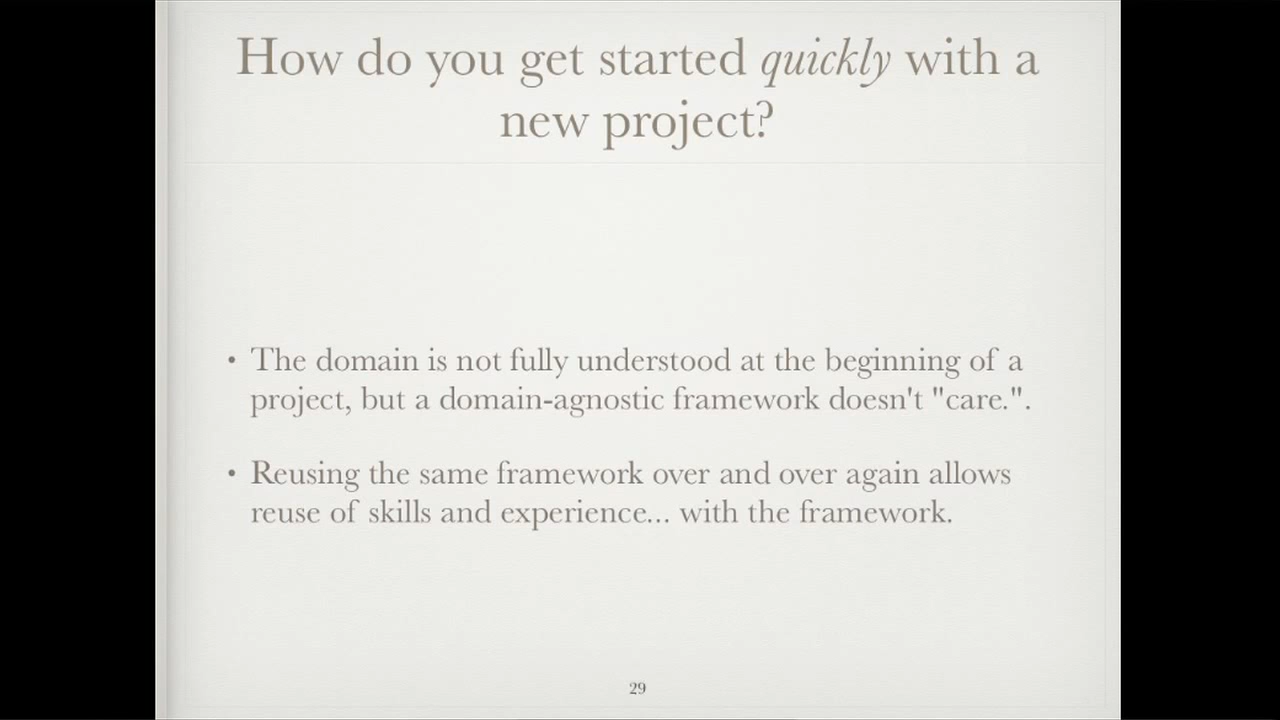 How do you get started quickly with a
new project?
• The domain is not fully understood at the beginning of a
project, but a domain-agnostic framework doesn't "care.".
• Reusing the same framework over and over again allows
reuse of skills and experience... with the framework.
29